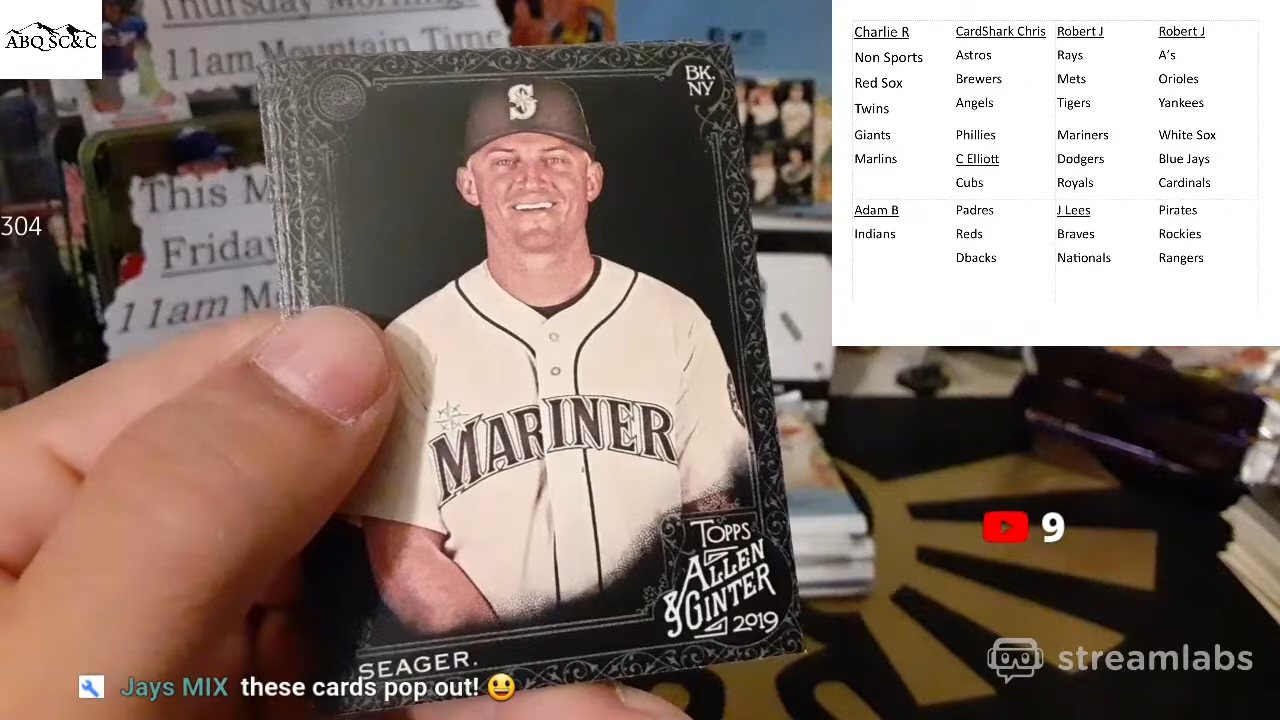 ABQ SC&C
Thursday Mornings
11am Mountain Time
This M
Friday
11am M
304
BK.
NY
S
MARINER
TOPPS
ALLEN
& GINTER
2019
SEAGER.
Jays MIX these cards pop out! 😃
Charlie R
Non Sports
Red Sox
Twins
Giants
Marlins
Adam B
Indians
CardShark Chris
Astros
Brewers
Angels
Phillies
C Elliott
Cubs
Padres
Reds
Dbacks
Robert J
Rays
Mets
Tigers
Mariners
Dodgers
Royals
J Lees
Braves
Nationals
Robert J
A's
Orioles
Yankees
White Sox
Blue Jays
Cardinals
Pirates
Rockies
Rangers
9
streamlabs